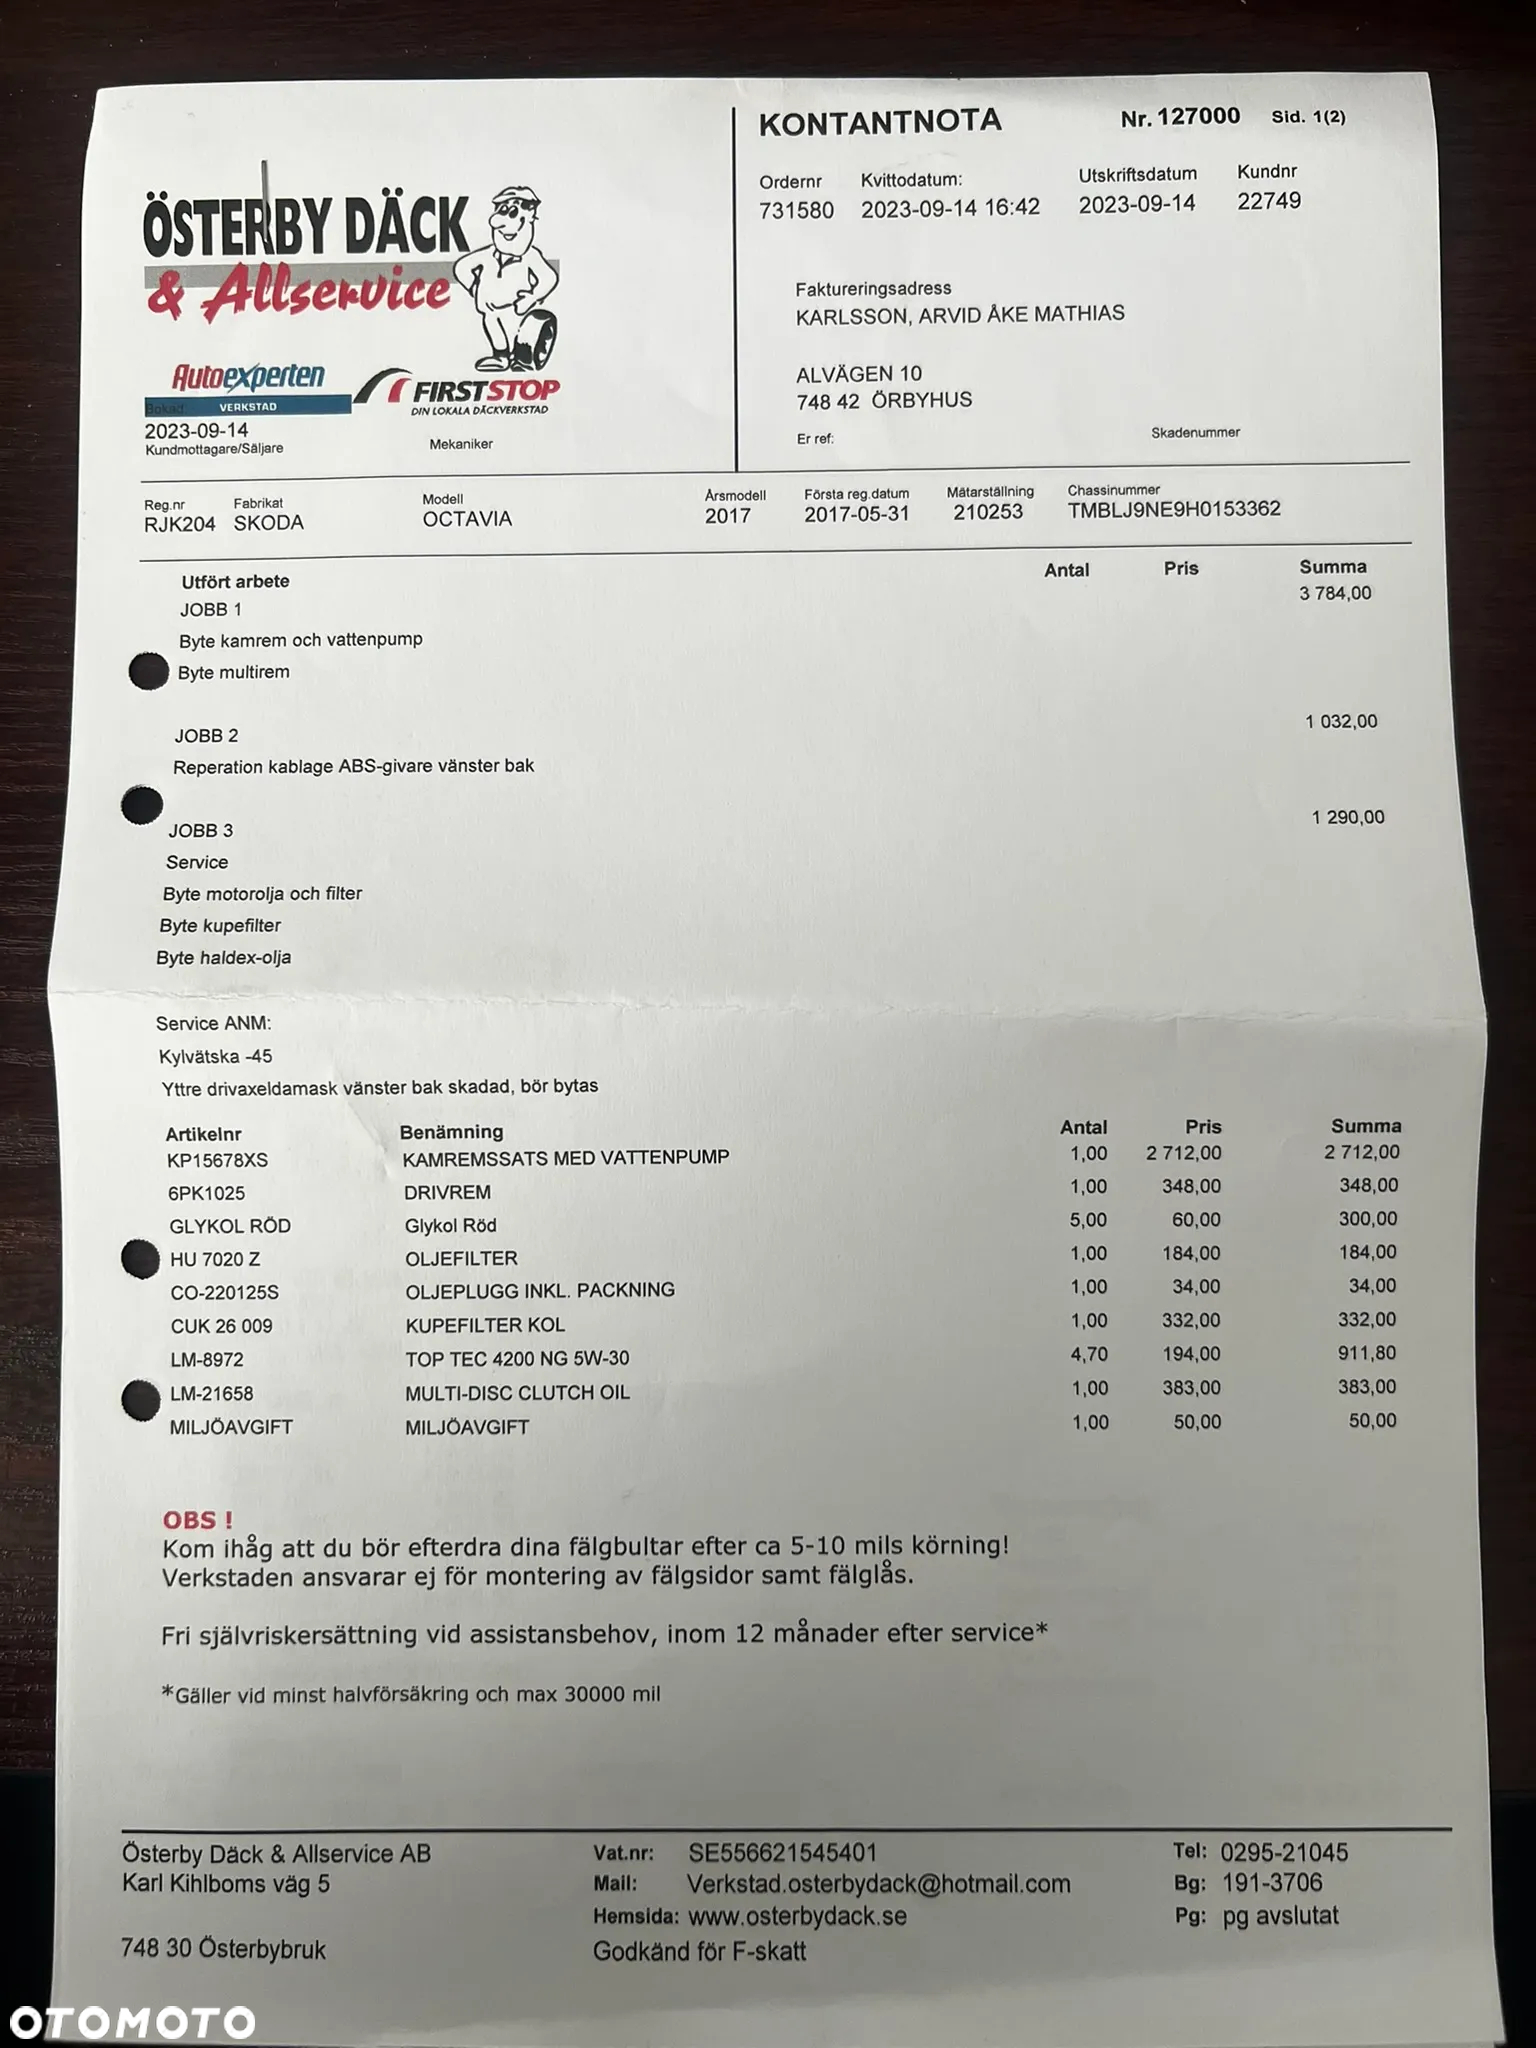 KONTANTNOTA Nr. 127000 Sid. 1(2)
Ordernr Kvittodatum: Utskriftsdatum Kundnr
731580 2023-09-14 16:42 2023-09-14 22749
ÖSTERBY DÄCK
& Allservice
Faktureringsadress
KARLSSON, ARVID ÅKE MATHIAS
ALVÄGEN 10
748 42 ÖRBYHUS
Er ref: Skadenummer
Autoexperten
VERKSTAD
FIRSTSTOP
DIN LOKALA DÄCKVERKSTAD
Bokad
2023-09-14
Kundmottagare/Säljare Mekaniker
Reg.nr Fabrikat Modell Årsmodell Första reg.datum Mätarställning Chassinummer
RJK204 SKODA OCTAVIA 2017 2017-05-31 210253 TMBLJ9NE9H0153362
Utfört arbete Antal Pris Summa
JOBB 1 3 784,00
Byte kamrem och vattenpump
Byte multirem
JOBB 2 1 032,00
Reperation kablage ABS-givare vänster bak
JOBB 3 1 290,00
Service
Byte motorolja och filter
Byte kupefilter
Byte haldex-olja
Service ANM:
Kylvätska -45
Yttre drivaxeldamask vänster bak skadad, bör bytas
Artikelnr Benämning Antal Pris Summa
KP15678XS KAMREMSSATS MED VATTENPUMP 1,00 2 712,00 2 712,00
6PK1025 DRIVREM 1,00 348,00 348,00
GLYKOL RÖD Glykol Röd 5,00 60,00 300,00
HU 7020 Z OLJEFILTER 1,00 184,00 184,00
CO-220125S OLJEPLUGG INKL. PACKNING 1,00 34,00 34,00
CUK 26 009 KUPEFILTER KOL 1,00 332,00 332,00
LM-8972 TOP TEC 4200 NG 5W-30 4,70 194,00 911,80
LM-21658 MULTI-DISC CLUTCH OIL 1,00 383,00 383,00
MILJÖAVGIFT MILJÖAVGIFT 1,00 50,00 50,00
OBS !
Kom ihåg att du bör efterdra dina fälgbultar efter ca 5-10 mils körning!
Verkstaden ansvarar ej för montering av fälgsidor samt fälglås.
Fri självriskersättning vid assistansbehov, inom 12 månader efter service*
*Gäller vid minst halvförsäkring och max 30000 mil
Österby Däck & Allservice AB Vat.nr: SE556621545401 Tel: 0295-21045
Karl Kihlboms väg 5 Mail: Verkstad.osterbydack@hotmail.com Bg: 191-3706
Hemsida: www.osterbydack.se Pg: pg avslutat
748 30 Österbybruk Godkänd för F-skatt
OTOMOTO